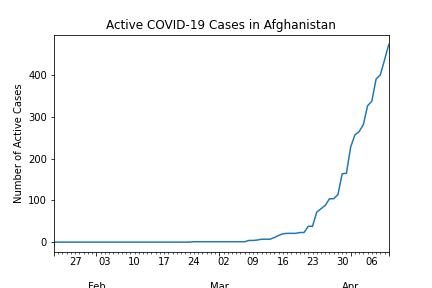 Active COVID-19 Cases in Afghanistan
Number of Active Cases
400
300
200
100
0
27 03 10 17 24 02 09 16 23 30 06
Feb Mar Apr